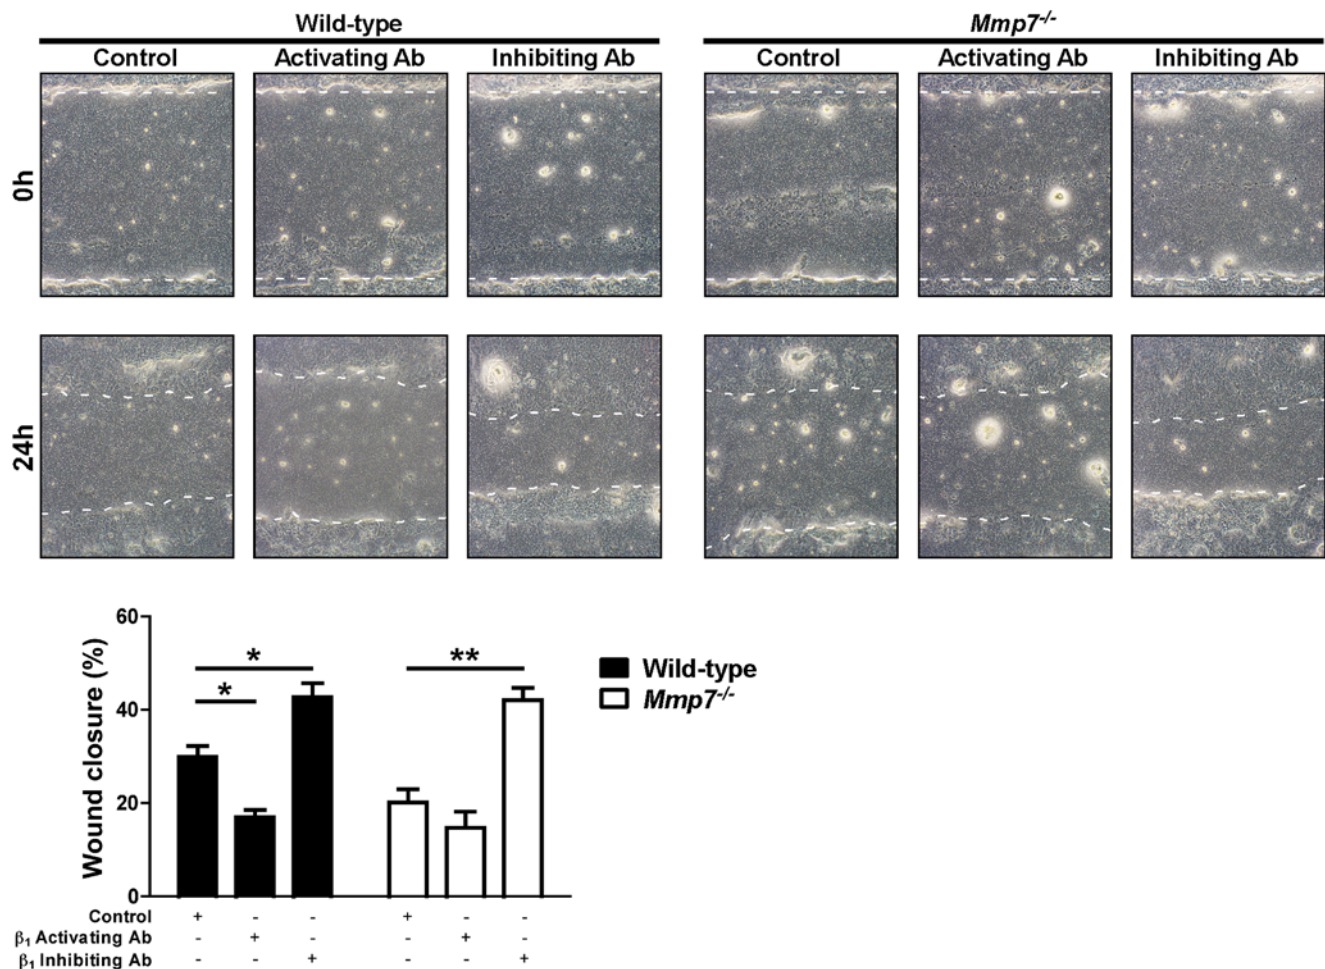 Wild-type
Mmp7-/-
Control Activating Ab Inhibiting Ab Control Activating Ab Inhibiting Ab
0h
24h
60
40
20
0
Wound closure (%)
* *
**
Wild-type
Mmp7-/-
Control + - - + - -
β1 Activating Ab - + - - + -
β1 Inhibiting Ab - - + - - +